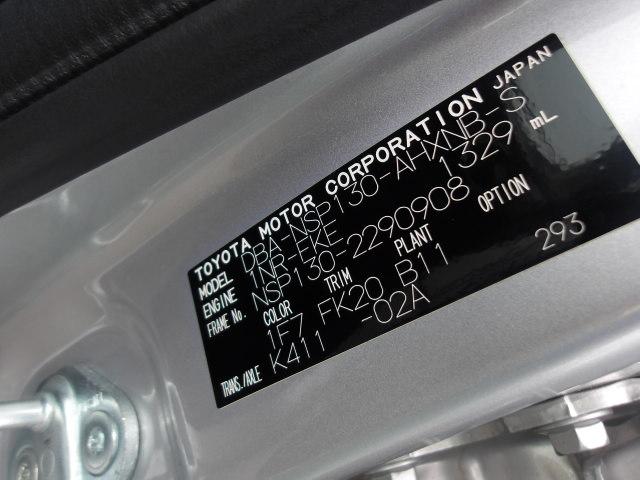 TOYOTA MOTOR CORPORATION JAPAN
MODEL DBA-NSP130-AHXNB-S
ENGINE 1NR-FKE 1329 mL
FRAME No. NSP130-2290908
COLOR TRIM PLANT OPTION
1F7 FK20 B11
TRANS./AXLE K411 -02A 293